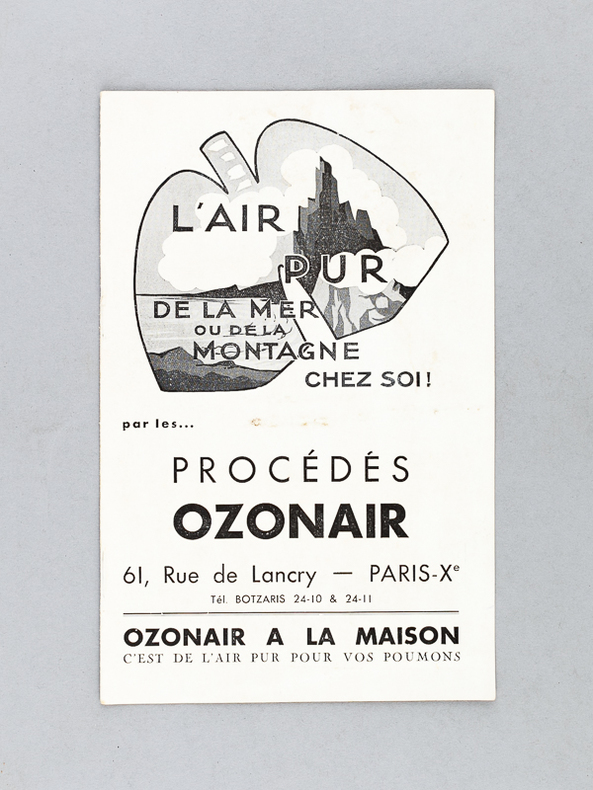 L'AIR
PUR
DE LA MER
OU DE LA
MONTAGNE
CHEZ SOI!
par les...
PROCÉDÉS
OZONAIR
61, Rue de Lancry — PARIS-Xe
Tél. BOTZARIS 24-10 & 24-11
OZONAIR A LA MAISON
C'EST DE L'AIR PUR POUR VOS POUMONS